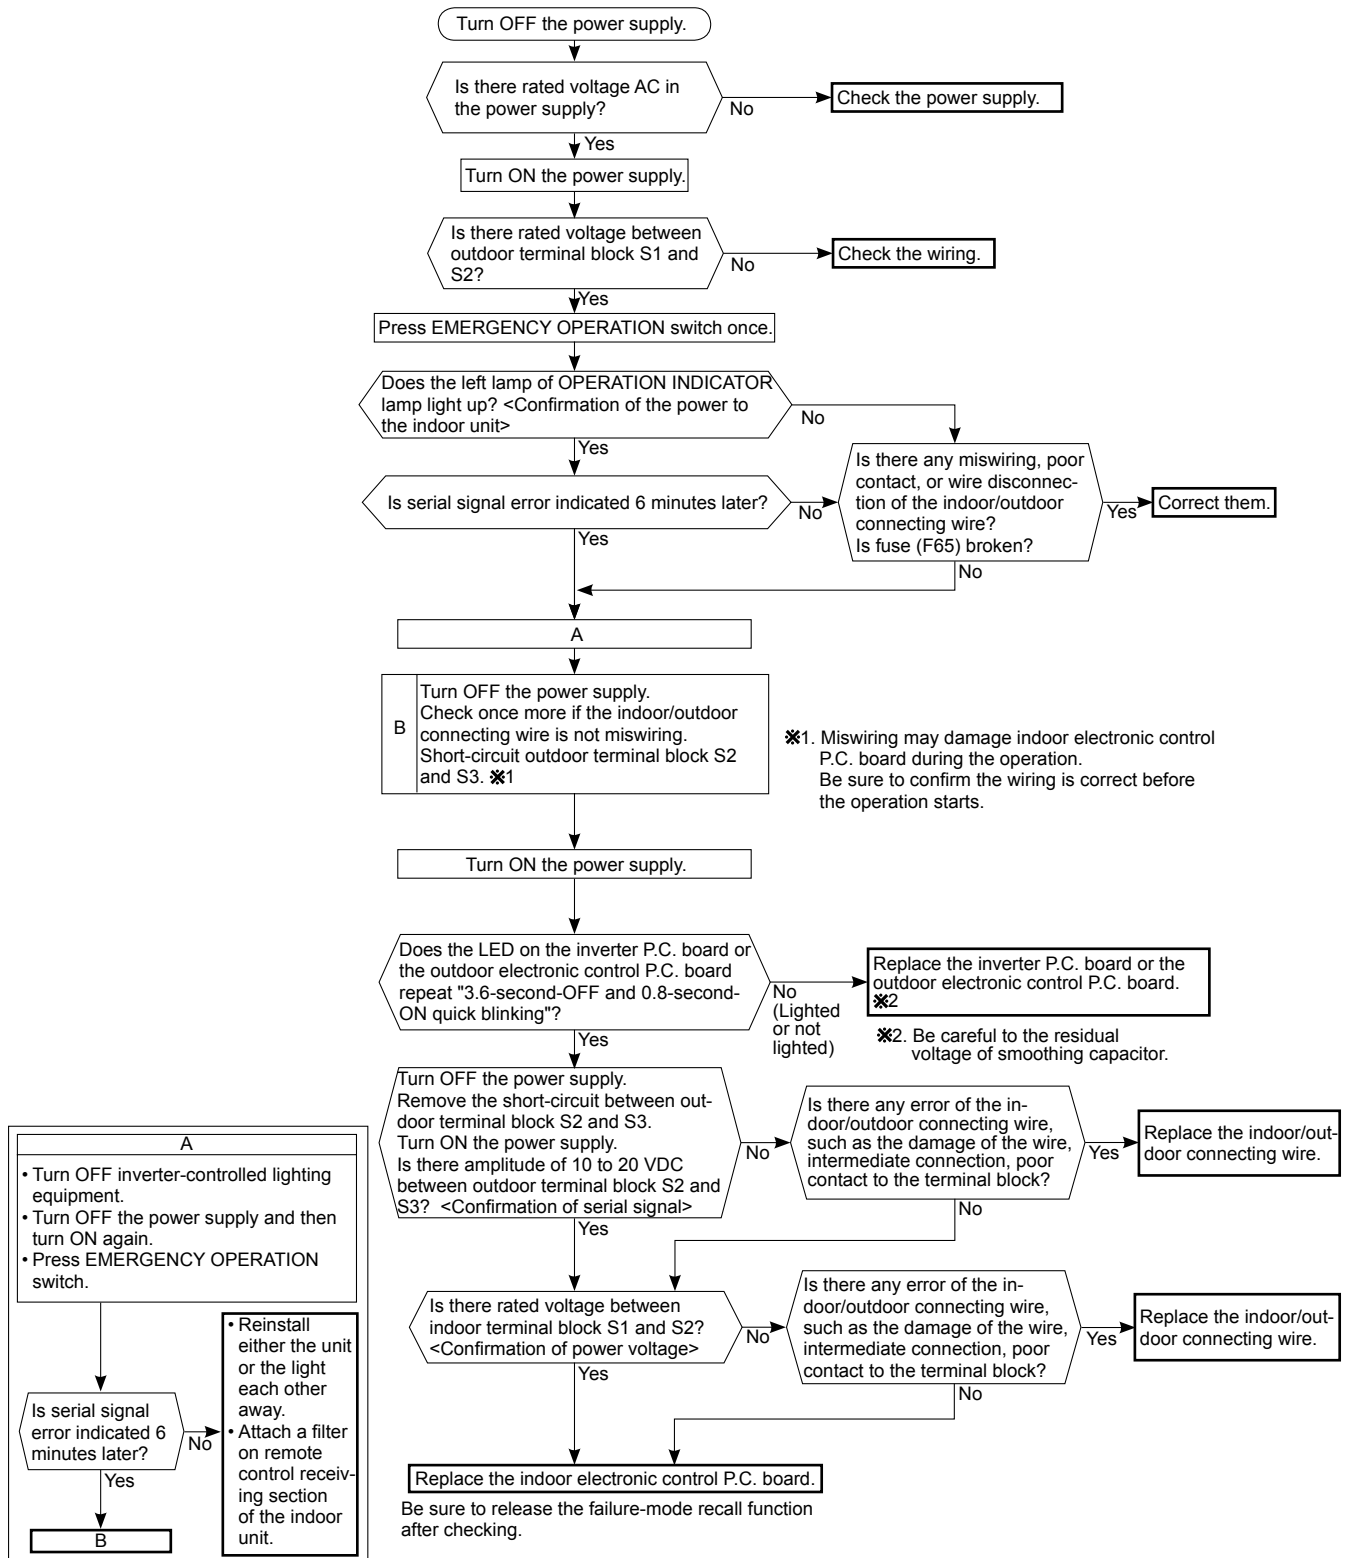 Turn OFF the power supply.
Is there rated voltage AC in
the power supply?
No
Check the power supply.
Yes
Turn ON the power supply.
Is there rated voltage between
outdoor terminal block S1 and
S2?
No
Check the wiring.
Yes
Press EMERGENCY OPERATION switch once.
Does the left lamp of OPERATION INDICATOR
lamp light up? <Confirmation of the power to
the indoor unit>
No
Yes
Is serial signal error indicated 6 minutes later?
No
Yes
Is there any miswiring, poor
contact, or wire disconnec-
tion of the indoor/outdoor
connecting wire?
Is fuse (F65) broken?
Yes
Correct them.
No
A
B
Turn OFF the power supply.
Check once more if the indoor/outdoor
connecting wire is not miswiring.
Short-circuit outdoor terminal block S2
and S3. ※1
※1. Miswiring may damage indoor electronic control
P.C. board during the operation.
Be sure to confirm the wiring is correct before
the operation starts.
Turn ON the power supply.
Does the LED on the inverter P.C. board or
the outdoor electronic control P.C. board
repeat "3.6-second-OFF and 0.8-second-
ON quick blinking"?
No
(Lighted
or not
lighted)
Replace the inverter P.C. board or the
outdoor electronic control P.C. board.
※2
※2. Be careful to the residual
voltage of smoothing capacitor.
Yes
Turn OFF the power supply.
Remove the short-circuit between out-
door terminal block S2 and S3.
Turn ON the power supply.
Is there amplitude of 10 to 20 VDC
between outdoor terminal block S2 and
S3? <Confirmation of serial signal>
No
Is there any error of the in-
door/outdoor connecting wire,
such as the damage of the wire,
intermediate connection, poor
contact to the terminal block?
Yes
Replace the indoor/out-
door connecting wire.
No
Yes
Is there rated voltage between
indoor terminal block S1 and S2?
<Confirmation of power voltage>
No
Is there any error of the in-
door/outdoor connecting wire,
such as the damage of the wire,
intermediate connection, poor
contact to the terminal block?
Yes
Replace the indoor/out-
door connecting wire.
No
Yes
Replace the indoor electronic control P.C. board.
Be sure to release the failure-mode recall function
after checking.
A
• Turn OFF inverter-controlled lighting
equipment.
• Turn OFF the power supply and then
turn ON again.
• Press EMERGENCY OPERATION
switch.
Is serial signal
error indicated 6
minutes later?
No
Yes
B
• Reinstall
either the unit
or the light
each other
away.
• Attach a filter
on remote
control receiv-
ing section
of the indoor
unit.